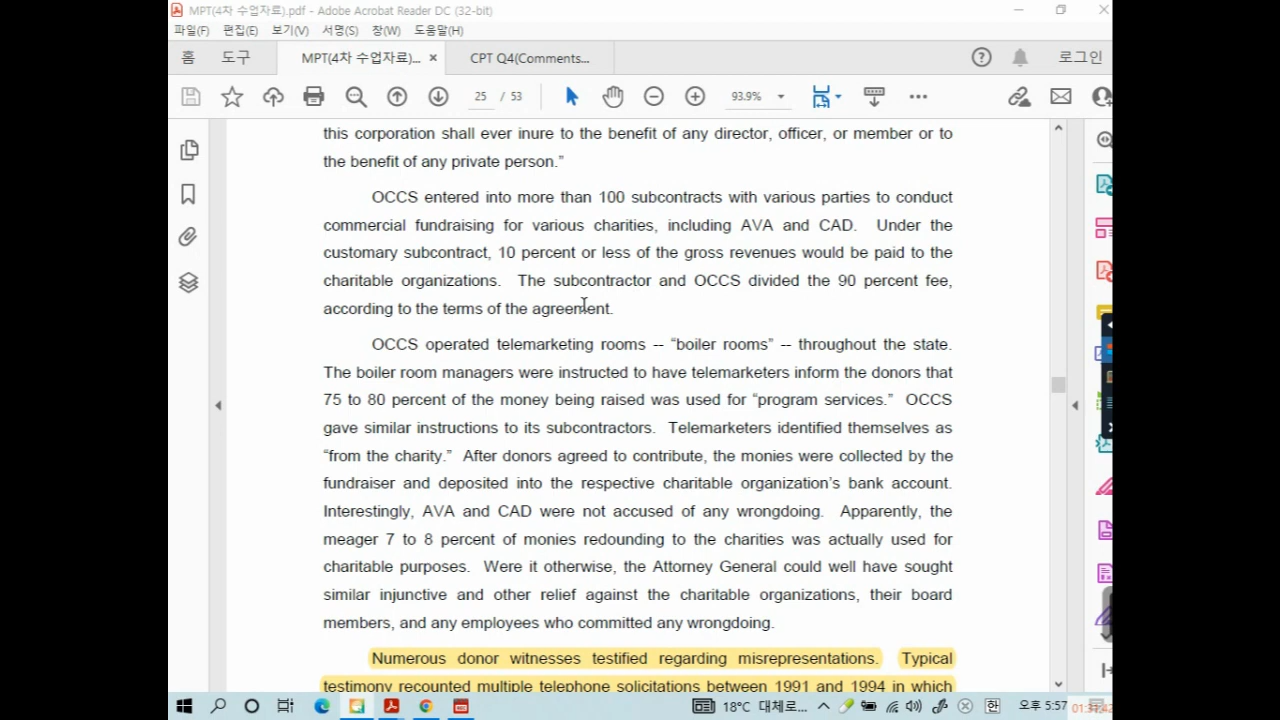 MPT(4차 수업자료).pdf - Adobe Acrobat Reader DC (32-bit)
파일(F) 편집(E) 보기(V) 서명(S) 창(W) 도움말(H)
홈 도구 MPT(4차 수업자료)... × CPT Q4(Comments... 로그인
25 / 53 93.9%
this corporation shall ever inure to the benefit of any director, officer, or member or to
the benefit of any private person.”
OCCS entered into more than 100 subcontracts with various parties to conduct
commercial fundraising for various charities, including AVA and CAD. Under the
customary subcontract, 10 percent or less of the gross revenues would be paid to the
charitable organizations. The subcontractor and OCCS divided the 90 percent fee,
according to the terms of the agreement.
OCCS operated telemarketing rooms -- “boiler rooms” -- throughout the state.
The boiler room managers were instructed to have telemarketers inform the donors that
75 to 80 percent of the money being raised was used for “program services.” OCCS
gave similar instructions to its subcontractors. Telemarketers identified themselves as
“from the charity.” After donors agreed to contribute, the monies were collected by the
fundraiser and deposited into the respective charitable organization’s bank account.
Interestingly, AVA and CAD were not accused of any wrongdoing. Apparently, the
meager 7 to 8 percent of monies redounding to the charities was actually used for
charitable purposes. Were it otherwise, the Attorney General could well have sought
similar injunctive and other relief against the charitable organizations, their board
members, and any employees who committed any wrongdoing.
Numerous donor witnesses testified regarding misrepresentations. Typical
testimony recounted multiple telephone solicitations between 1991 and 1994 in which
18°C 대체로... 한 오후 5:57